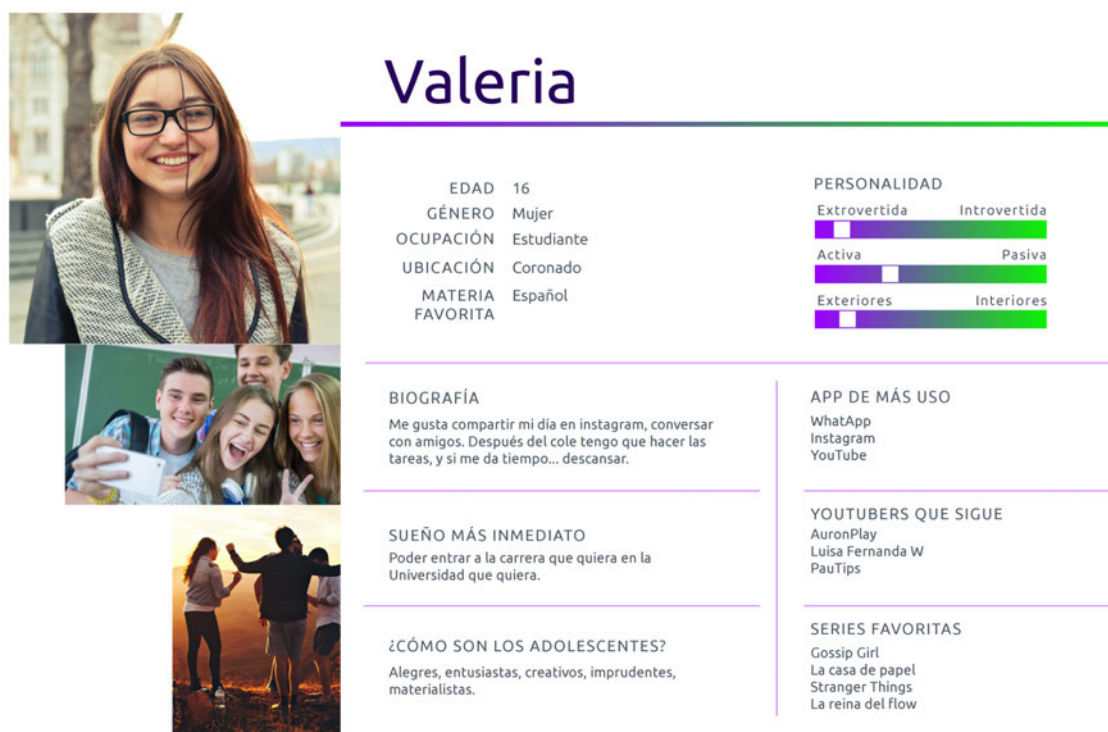 Valeria
EDAD 16
GÉNERO Mujer
OCUPACIÓN Estudiante
UBICACIÓN Coronado
MATERIA Español
FAVORITA
PERSONALIDAD
Extrovertida Introvertida
Activa Pasiva
Exteriores Interiores
BIOGRAFÍA
Me gusta compartir mi día en instagram, conversar
con amigos. Después del cole tengo que hacer las
tareas, y si me da tiempo... descansar.
SUEÑO MÁS INMEDIATO
Poder entrar a la carrera que quiera en la
Universidad que quiera.
¿CÓMO SON LOS ADOLESCENTES?
Alegres, entusiastas, creativos, imprudentes,
materialistas.
APP DE MÁS USO
WhatApp
Instagram
YouTube
YOUTUBERS QUE SIGUE
AuronPlay
Luisa Fernanda W
PauTips
SERIES FAVORITAS
Gossip Girl
La casa de papel
Stranger Things
La reina del flow